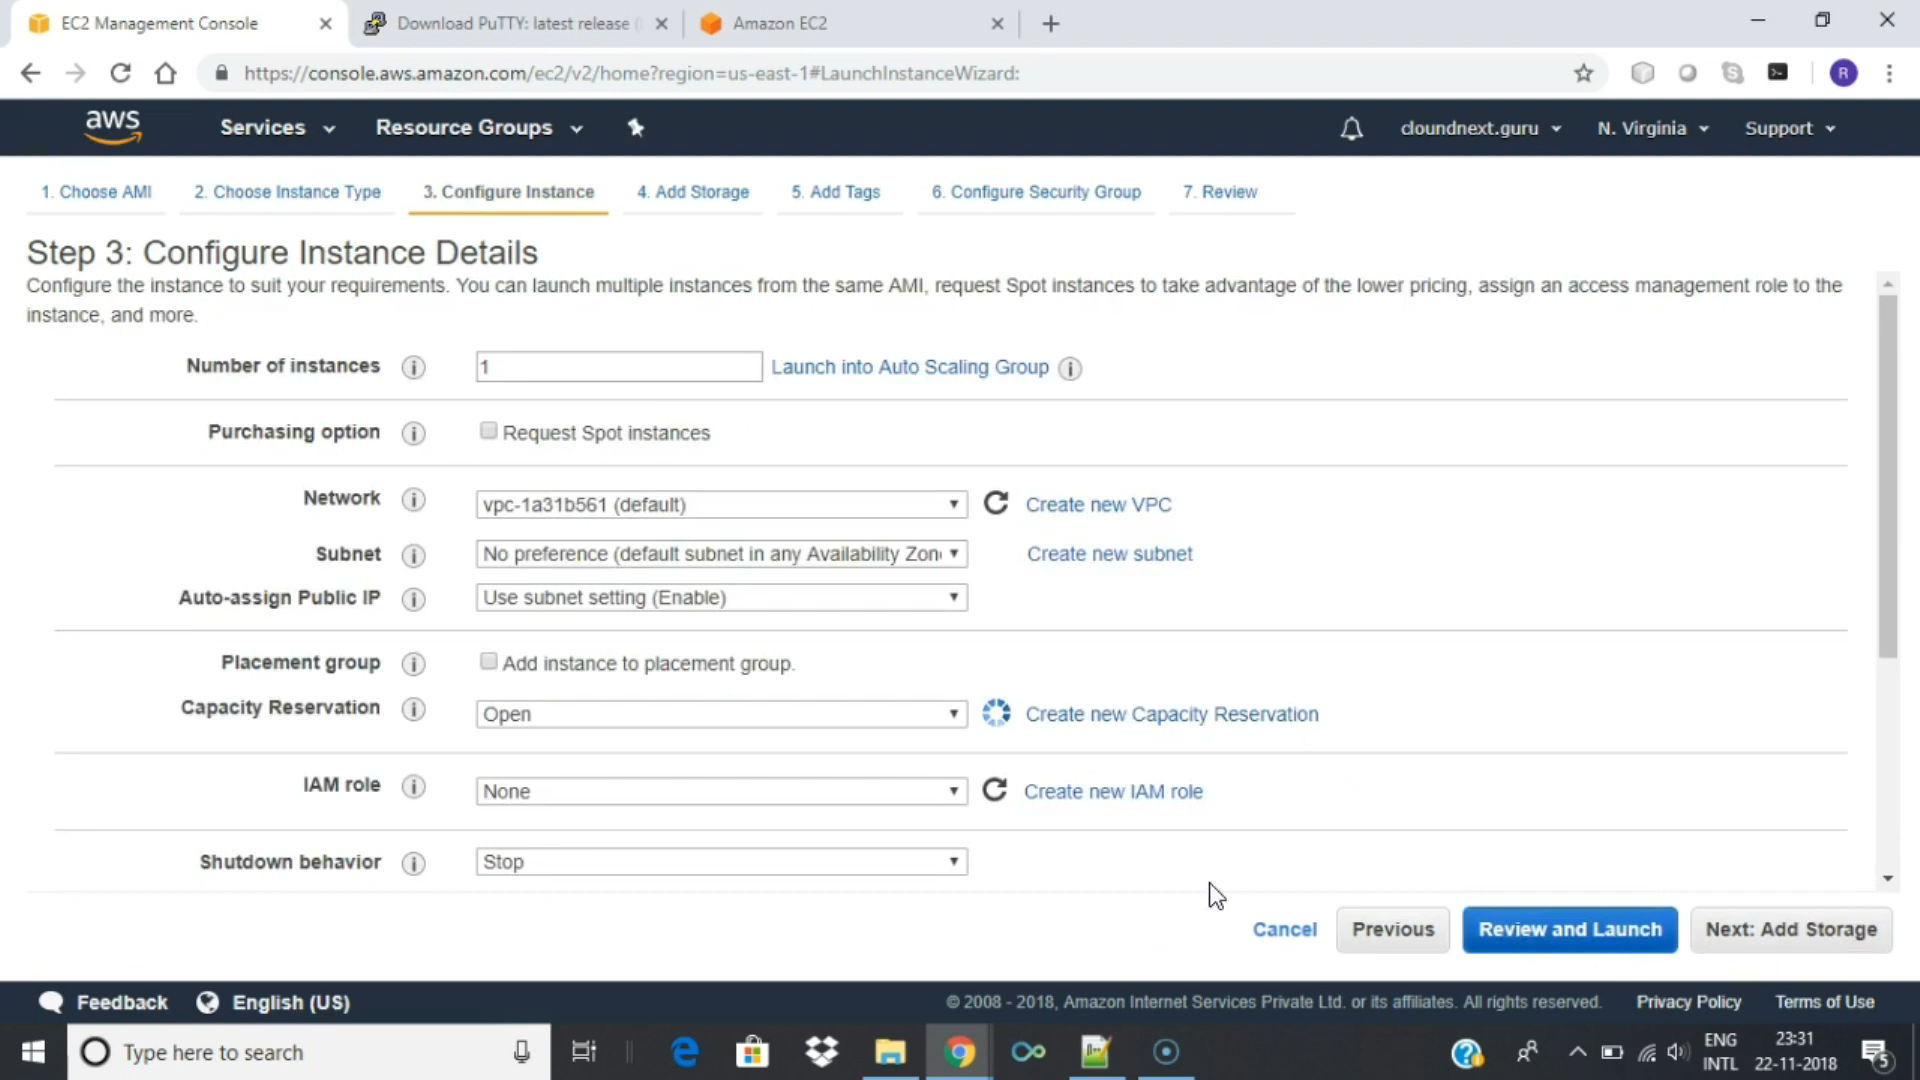 EC2 Management Console
Download PuTTY: latest release (
Amazon EC2
https://console.aws.amazon.com/ec2/v2/home?region=us-east-1#LaunchInstanceWizard:
R
aws
Services
Resource Groups
cloundnext.guru
N. Virginia
Support
1. Choose AMI
2. Choose Instance Type
3. Configure Instance
4. Add Storage
5. Add Tags
6. Configure Security Group
7. Review
Step 3: Configure Instance Details
Configure the instance to suit your requirements. You can launch multiple instances from the same AMI, request Spot instances to take advantage of the lower pricing, assign an access management role to the
instance, and more.
Number of instances
1
Launch into Auto Scaling Group
Purchasing option
Request Spot instances
Network
vpc-1a31b561 (default)
Create new VPC
Subnet
No preference (default subnet in any Availability Zon
Create new subnet
Auto-assign Public IP
Use subnet setting (Enable)
Placement group
Add instance to placement group.
Capacity Reservation
Open
Create new Capacity Reservation
IAM role
None
Create new IAM role
Shutdown behavior
Stop
Cancel
Previous
Review and Launch
Next: Add Storage
Feedback
English (US)
© 2008 - 2018, Amazon Internet Services Private Ltd. or its affiliates. All rights reserved.
Privacy Policy
Terms of Use
Type here to search
ENG
INTL
23:31
22-11-2018
5